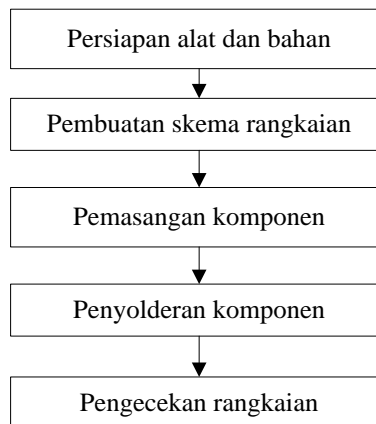 Persiapan alat dan bahan
Pembuatan skema rangkaian
Pemasangan komponen
Penyolderan komponen
Pengecekan rangkaian